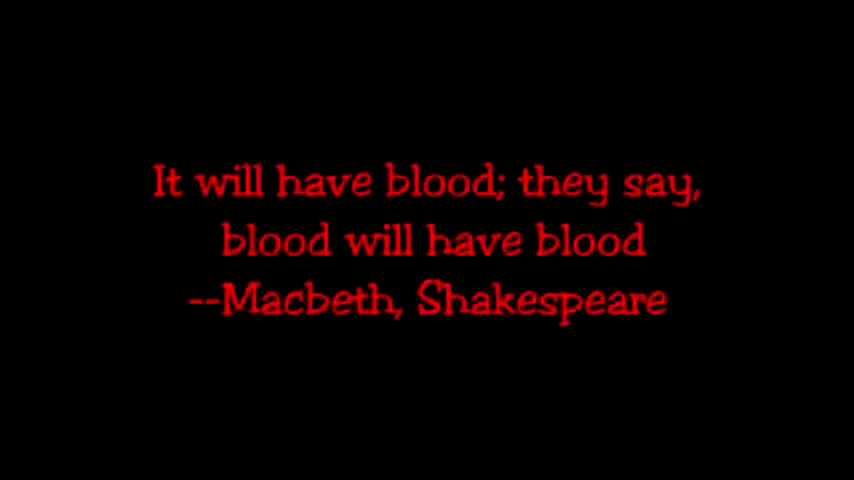 It will have blood; they say,
blood will have blood
--Macbeth, Shakespeare